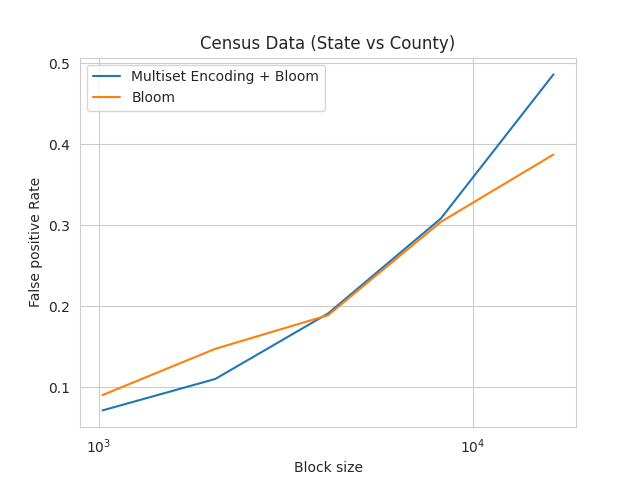 Census Data (State vs County)
Multiset Encoding + Bloom
Bloom
False positive Rate
0.5
0.4
0.3
0.2
0.1
10³
10⁴
Block size